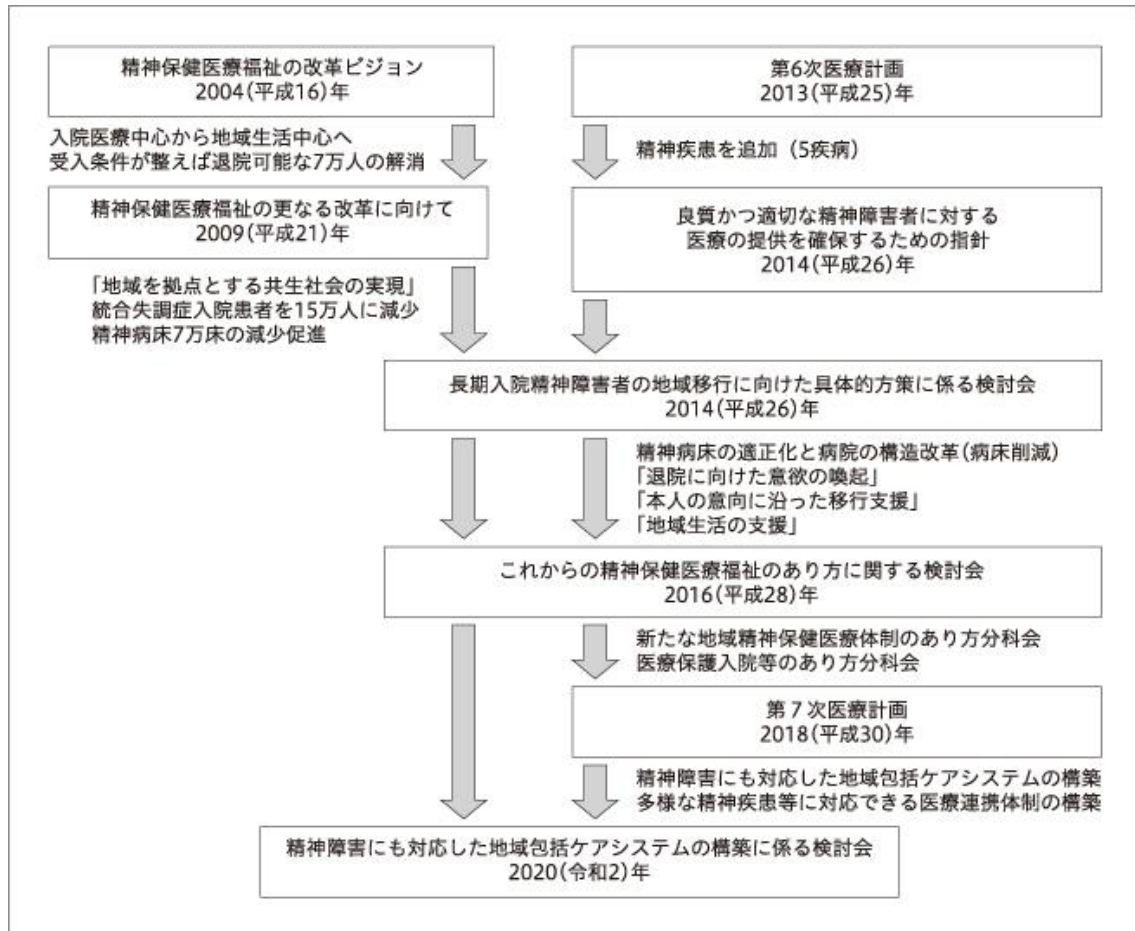 精神保健医療福祉の改革ビジョン
2004(平成16)年
第6次医療計画
2013(平成25)年
入院医療中心から地域生活中心へ
受入条件が整えば退院可能な7万人の解消
精神疾患を追加（5疾病）
精神保健医療福祉の更なる改革に向けて
2009(平成21)年
良質かつ適切な精神障害者に対する
医療の提供を確保するための指針
2014(平成26)年
「地域を拠点とする共生社会の実現」
統合失調症入院患者を15万人に減少
精神病床7万床の減少促進
長期入院精神障害者の地域移行に向けた具体的方策に係る検討会
2014(平成26)年
精神病床の適正化と病院の構造改革(病床削減)
「退院に向けた意欲の喚起」
「本人の意向に沿った移行支援」
「地域生活の支援」
これからの精神保健医療福祉のあり方に関する検討会
2016(平成28)年
新たな地域精神保健医療体制のあり方分科会
医療保護入院等のあり方分科会
第７次医療計画
2018(平成30)年
精神障害にも対応した地域包括ケアシステムの構築
多様な精神疾患等に対応できる医療連携体制の構築
精神障害にも対応した地域包括ケアシステムの構築に係る検討会
2020(令和2)年